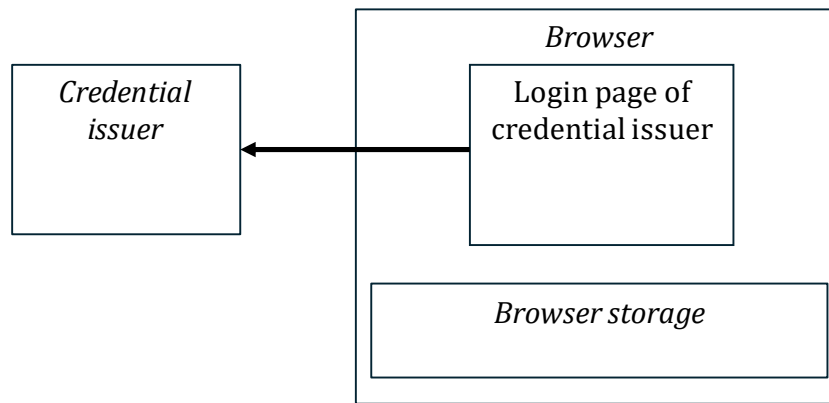 Browser
Credential
issuer
Login page of
credential issuer
Browser storage